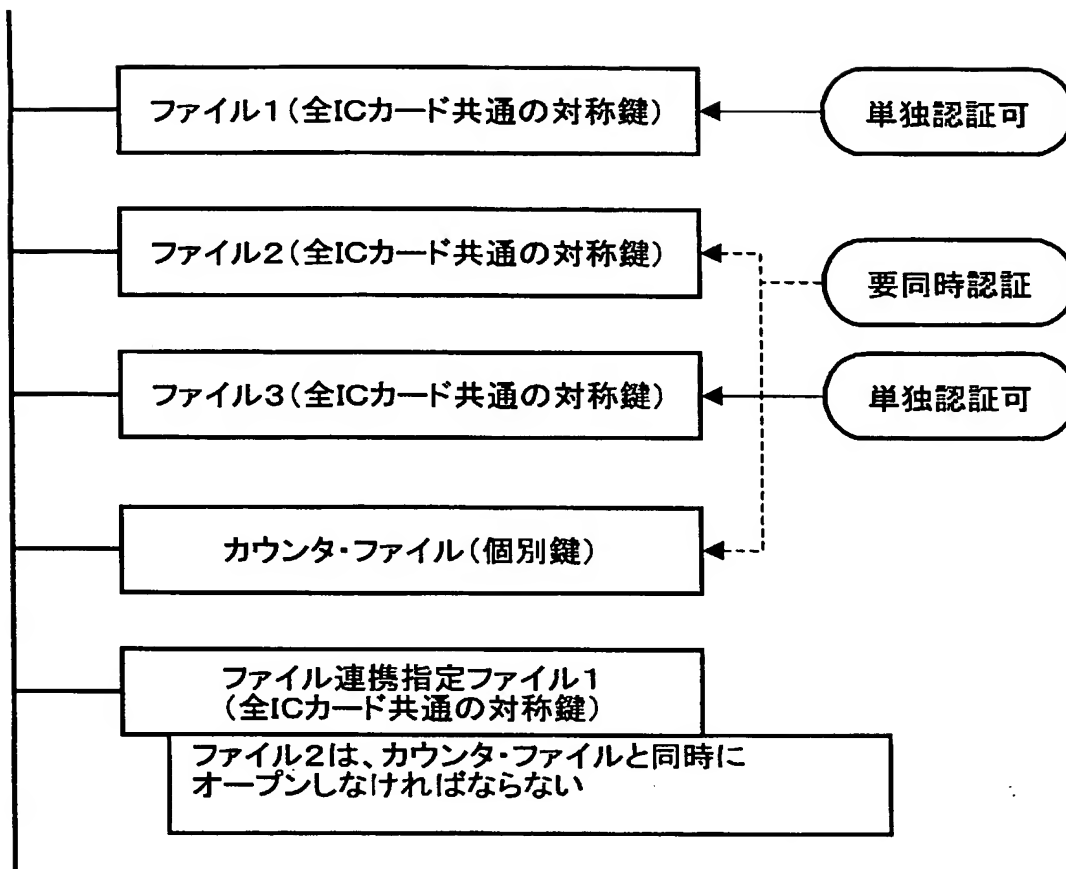 ファイル1(全ICカード共通の対称鍵)
単独認証可
ファイル2(全ICカード共通の対称鍵)
要同時認証
ファイル3(全ICカード共通の対称鍵)
単独認証可
カウンタ・ファイル(個別鍵)
ファイル連携指定ファイル1
(全ICカード共通の対称鍵)
ファイル2は、カウンタ・ファイルと同時に
オープンしなければならない